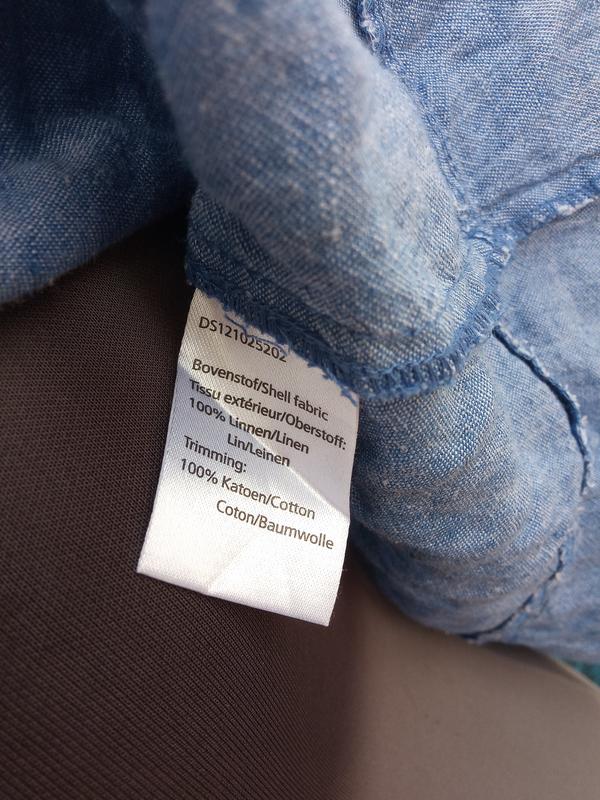 DS121025202
Bovenstof/Shell fabric
Tissu extérieur/Oberstoff:
100% Linnen/Linen
Lin/Leinen
Trimming:
100% Katoen/Cotton
Coton/Baumwolle